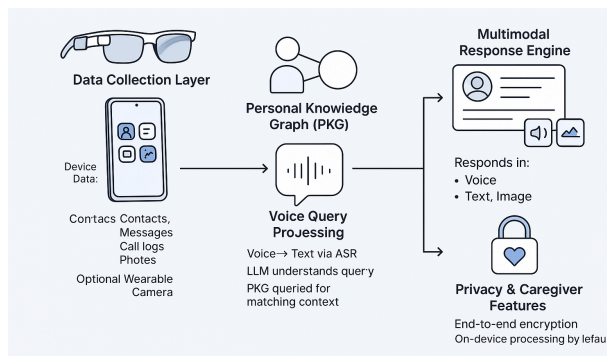 Data Collection Layer
Device
Data:
Contacs Contacts,
Messages
Call logs
Photos
Optional Wearable
Camera
Personal Knowledge
Graph (PKG)
Voice Query
Projessing
Voice→ Text via ASR
LLM understands query
PKG queried for
matching context
Multimodal
Response Engine
Responds in:
• Voice
• Text, Image
Privacy & Caregiver
Features
End-to-end encryption
On-device processing by lefau